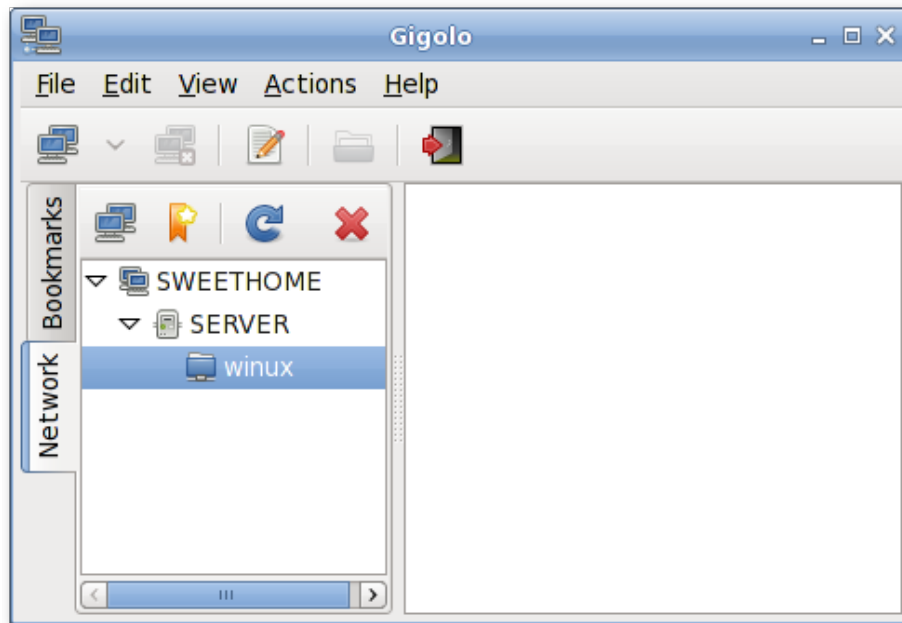 Gigolo
File Edit View Actions Help
Bookmarks
Network
SWEETHOME
SERVER
winux